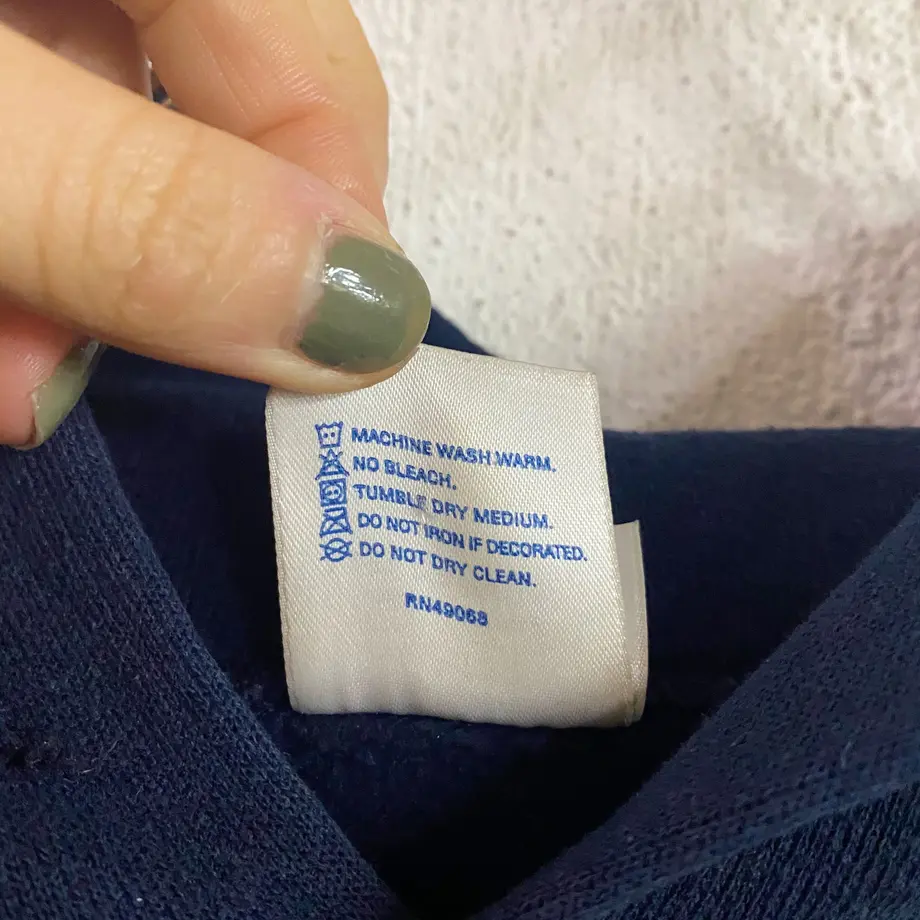 MACHINE WASH WARM.
NO BLEACH.
TUMBLE DRY MEDIUM.
DO NOT IRON IF DECORATED.
DO NOT DRY CLEAN.
RN49068